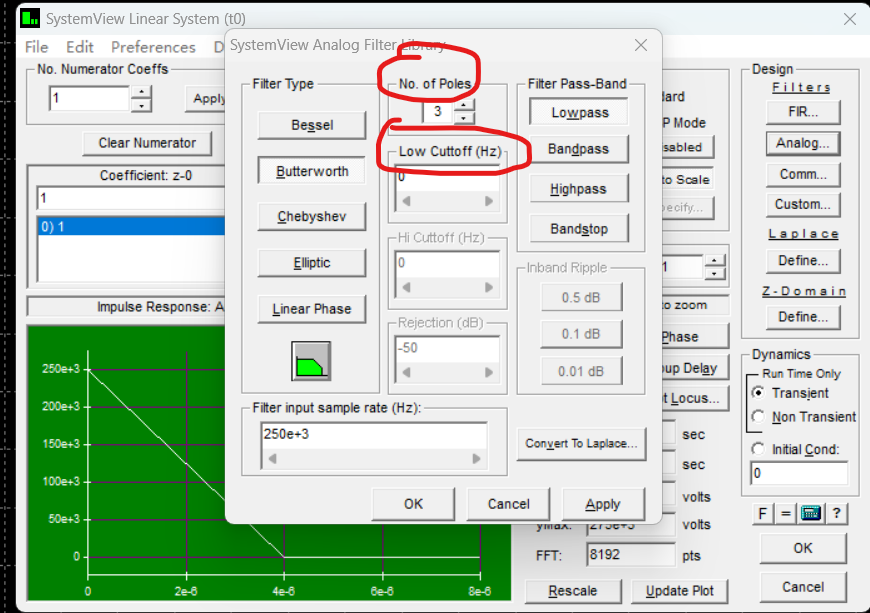 SystemView Linear System (t0)
File Edit Preferences D
SystemView Analog Filter Library
No. Numerator Coeffs
1
Apply
Clear Numerator
Coefficient: z-0
1
0) 1
Impulse Response: A
250e+3
200e+3
150e+3
100e+3
50e+3
0
0 2e-6 4e-6 6e-6 8e-6
Filter Type
Bessel
Butterworth
Chebyshev
Elliptic
Linear Phase
No. of Poles
3
Low Cuttoff (Hz)
0
Hi Cuttoff (Hz)
0
Rejection (dB)
-50
Filter Pass-Band
Lowpass
Bandpass
Highpass
Bandstop
Inband Ripple
0.5 dB
0.1 dB
0.01 dB
Filter input sample rate (Hz):
250e+3
Convert To Laplace...
OK Cancel Apply
dard
P Mode
sabled
to Scale
pecify...
1
to zoom
Phase
oup Delay
t Locus...
sec
sec
volts
volts
FFT: 8192 pts
Rescale Update Plot
Design
Filters
FIR...
Analog...
Comm...
Custom...
Laplace
Define...
Z-Domain
Define...
Dynamics
Run Time Only
Transient
Non Transient
Initial Cond:
0
F = ?
OK
Cancel